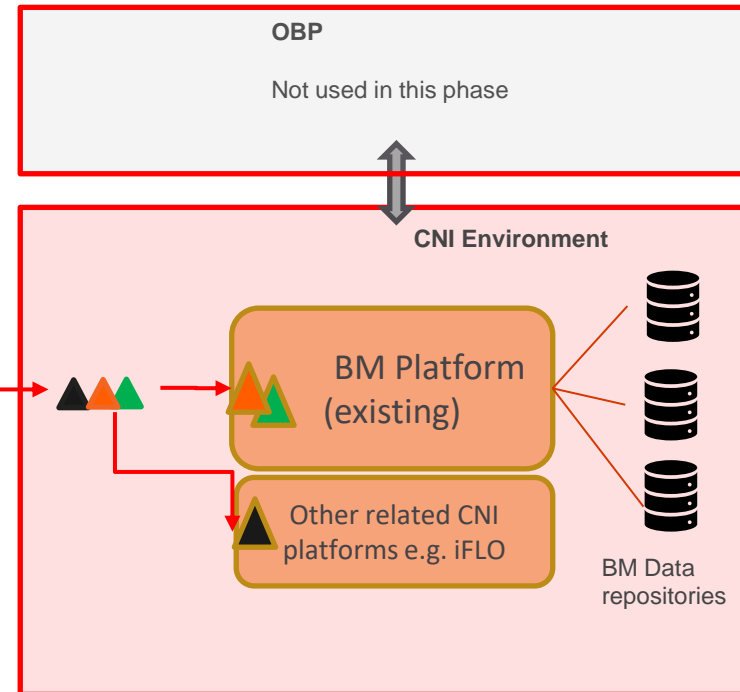 OBP
Not used in this phase
CNI Environment
BM Platform
(existing)
Other related CNI
platforms e.g. iFLO
BM Data
repositories